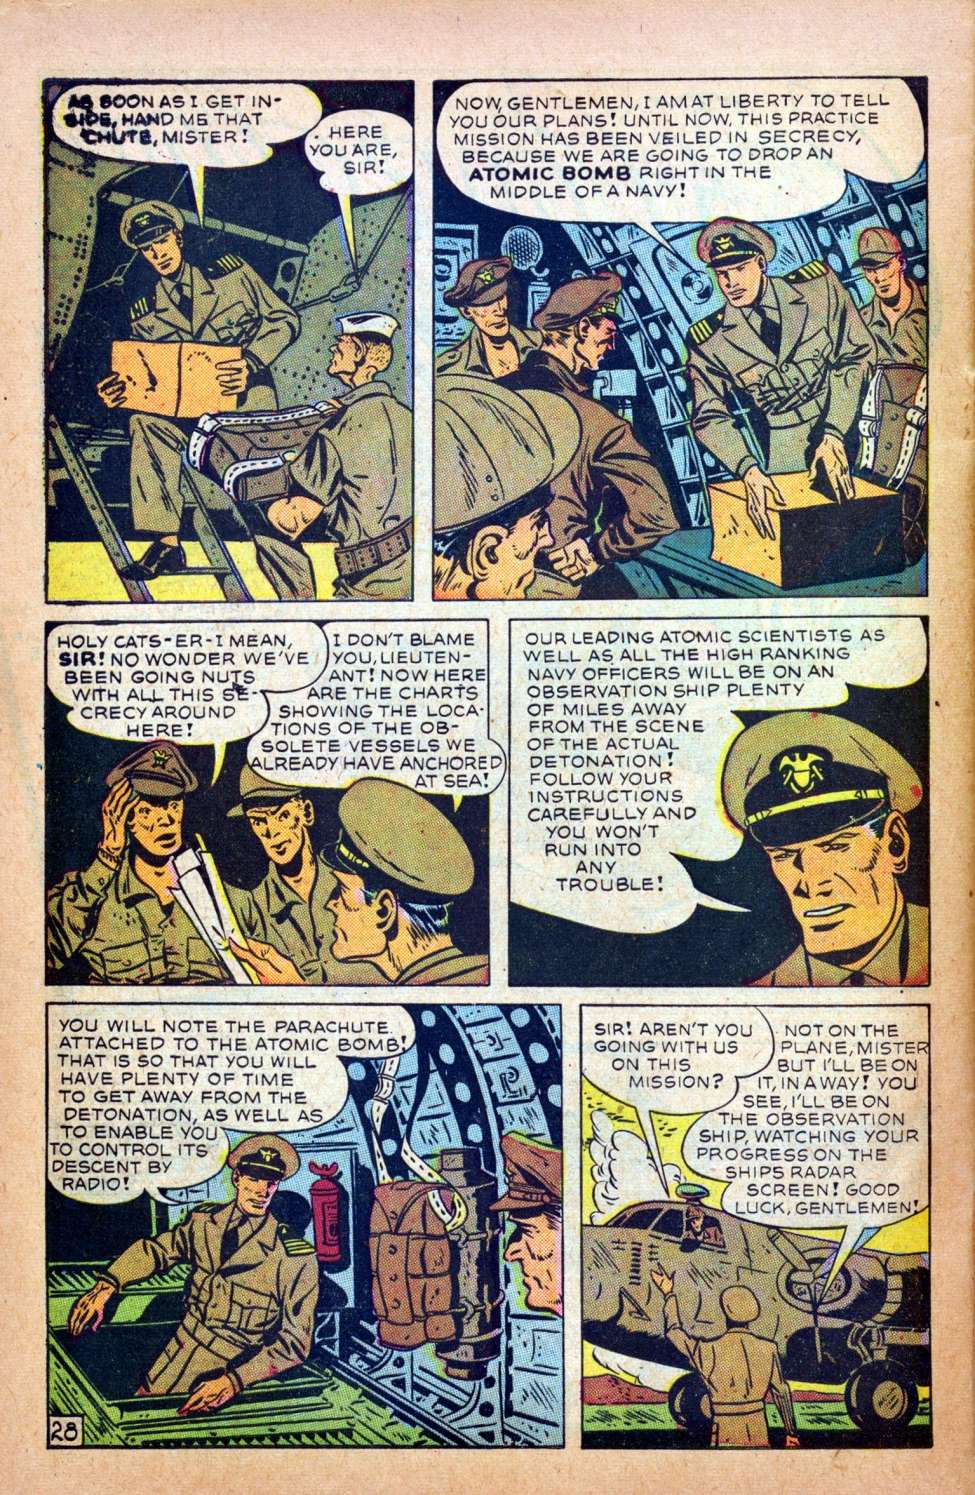 AS SOON AS I GET IN-
SIDE, HAND ME THAT
'CHUTE, MISTER!
HERE
YOU ARE,
SIR!
NOW, GENTLEMEN, I AM AT LIBERTY TO TELL
YOU OUR PLANS! UNTIL NOW, THIS PRACTICE
MISSION HAS BEEN VEILED IN SECRECY,
BECAUSE WE ARE GOING TO DROP AN
ATOMIC BOMB RIGHT IN THE
MIDDLE OF A NAVY!
HOLY CATS-ER-I MEAN,
SIR! NO WONDER WE'VE
BEEN GOING NUTS
WITH ALL THIS SE-
CRECY AROUND
HERE!
I DON'T BLAME
YOU, LIEUTEN-
ANT! NOW HERE
ARE THE CHARTS
SHOWING THE LOCA-
TIONS OF THE OB-
SOLETE VESSELS WE
ALREADY HAVE ANCHORED
AT SEA!
OUR LEADING ATOMIC SCIENTISTS AS
WELL AS ALL THE HIGH RANKING
NAVY OFFICERS WILL BE ON AN
OBSERVATION SHIP PLENTY
OF MILES AWAY
FROM THE SCENE
OF THE ACTUAL
DETONATION!
FOLLOW YOUR
INSTRUCTIONS
CAREFULLY AND
YOU WON'T
RUN INTO
ANY
TROUBLE!
YOU WILL NOTE THE PARACHUTE
ATTACHED TO THE ATOMIC BOMB!
THAT IS SO THAT YOU WILL
HAVE PLENTY OF TIME
TO GET AWAY FROM THE
DETONATION, AS WELL AS
TO ENABLE YOU
TO CONTROL ITS
DESCENT BY
RADIO!
SIR! AREN'T YOU
GOING WITH US
ON THIS
MISSION?
NOT ON THE
PLANE, MISTER
BUT I'LL BE ON
IT, IN A WAY! YOU
SEE, I'LL BE ON
THE OBSERVATION
SHIP, WATCHING YOUR
PROGRESS ON THE
SHIPS RADAR
SCREEN! GOOD
LUCK, GENTLEMEN!
28